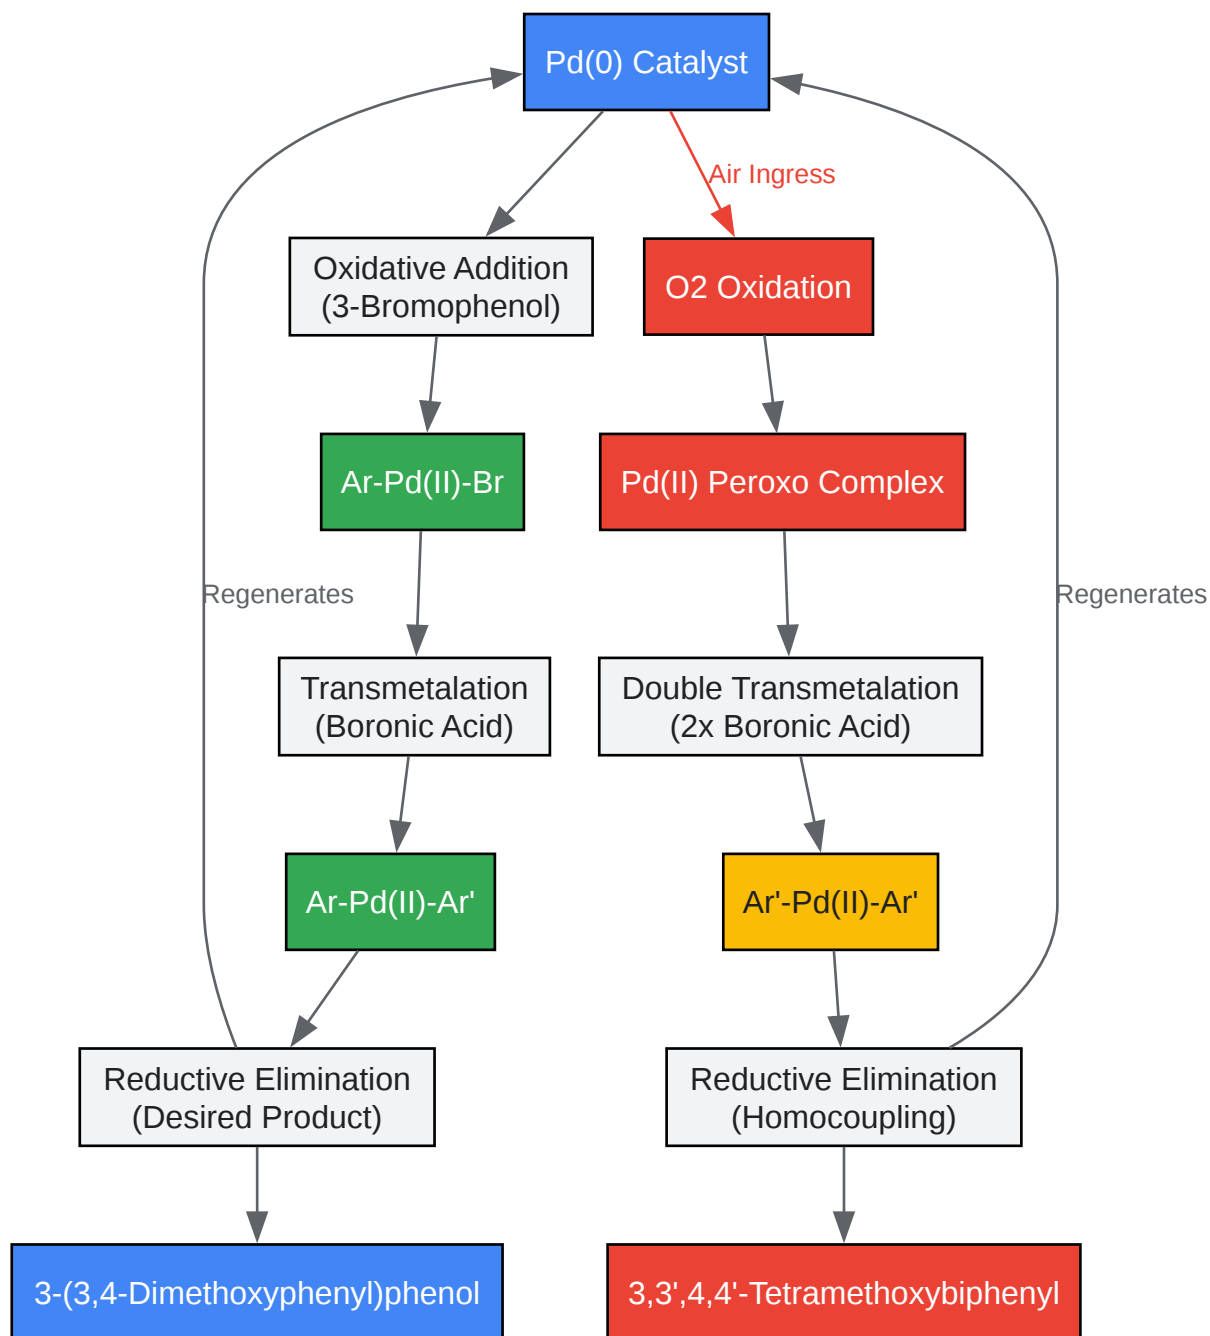 Pd(0) Catalyst
Air Ingress
Oxidative Addition
(3-Bromophenol)
O2 Oxidation
Ar-Pd(II)-Br
Pd(II) Peroxo Complex
Regenerates
Regenerates
Transmetalation
(Boronic Acid)
Double Transmetalation
(2x Boronic Acid)
Ar-Pd(II)-Ar'
Ar'-Pd(II)-Ar'
Reductive Elimination
(Desired Product)
Reductive Elimination
(Homocoupling)
3-(3,4-Dimethoxyphenyl)phenol
3,3',4,4'-Tetramethoxybiphenyl